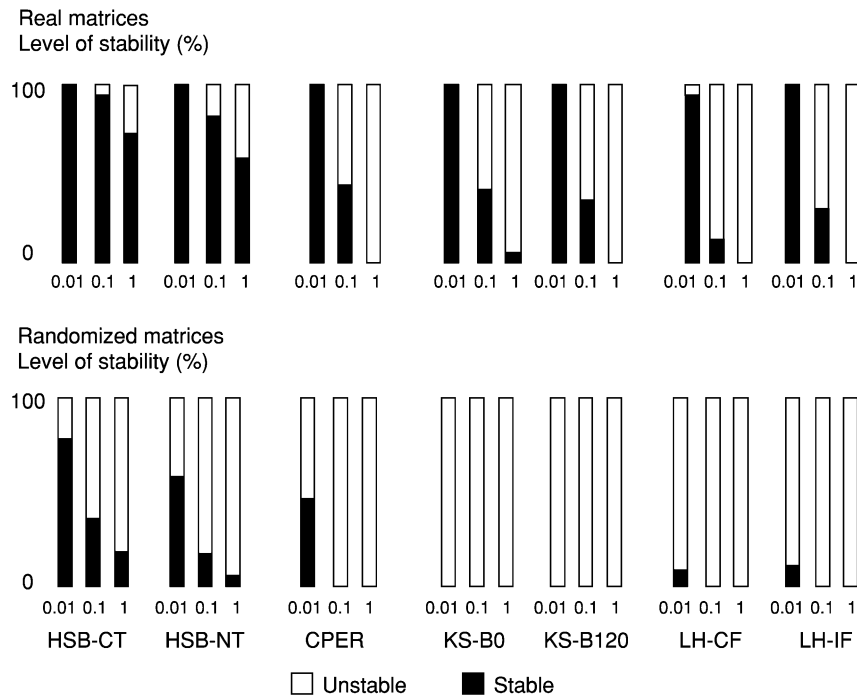 Real matrices
Level of stability (%)
100
0
0.01 0.1 1 0.01 0.1 1 0.01 0.1 1 0.01 0.1 1 0.01 0.1 1 0.01 0.1 1 0.01 0.1 1
Randomized matrices
Level of stability (%)
100
0
0.01 0.1 1 0.01 0.1 1 0.01 0.1 1 0.01 0.1 1 0.01 0.1 1 0.01 0.1 1 0.01 0.1 1
HSB-CT HSB-NT CPER KS-B0 KS-B120 LH-CF LH-IF
Unstable Stable